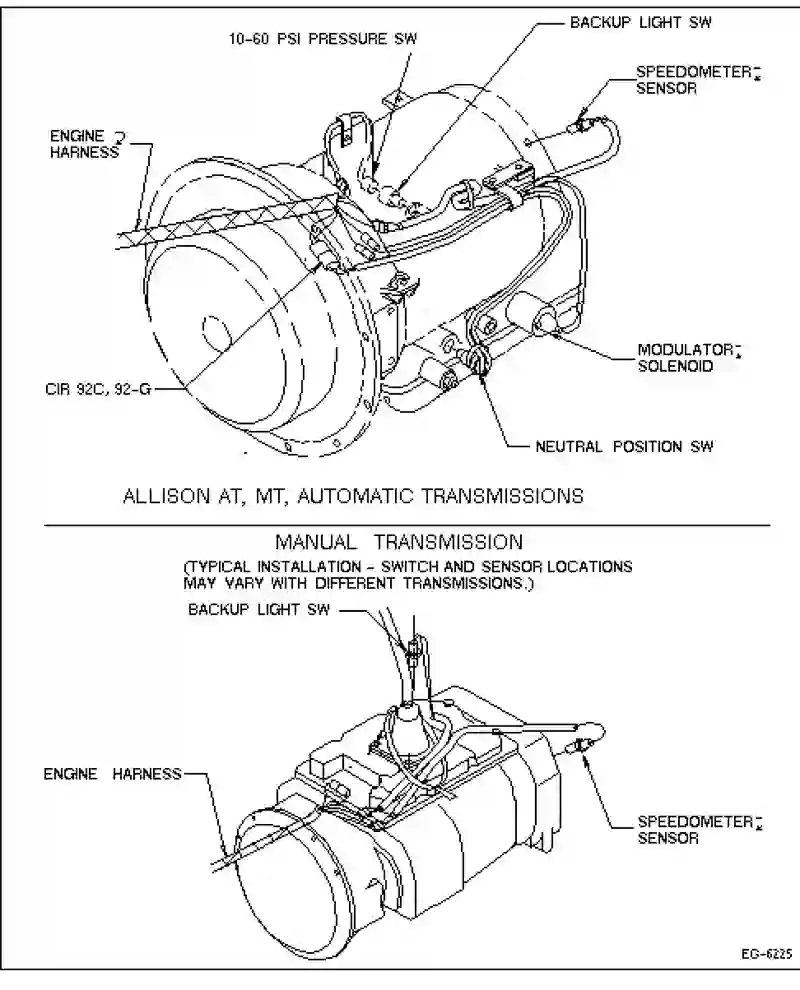 BACKUP LIGHT SW
10-60 PSI PRESSURE SW
SPEEDOMETER
SENSOR
ENGINE
HARNESS
CIR 92C, 92-G
MODULATOR
SOLENOID
NEUTRAL POSITION SW
ALLISON AT, MT, AUTOMATIC TRANSMISSIONS
MANUAL TRANSMISSION
(TYPICAL INSTALLATION - SWITCH AND SENSOR LOCATIONS
MAY VARY WITH DIFFERENT TRANSMISSIONS.)
BACKUP LIGHT SW
ENGINE HARNESS
SPEEDOMETER
SENSOR
EG-6225